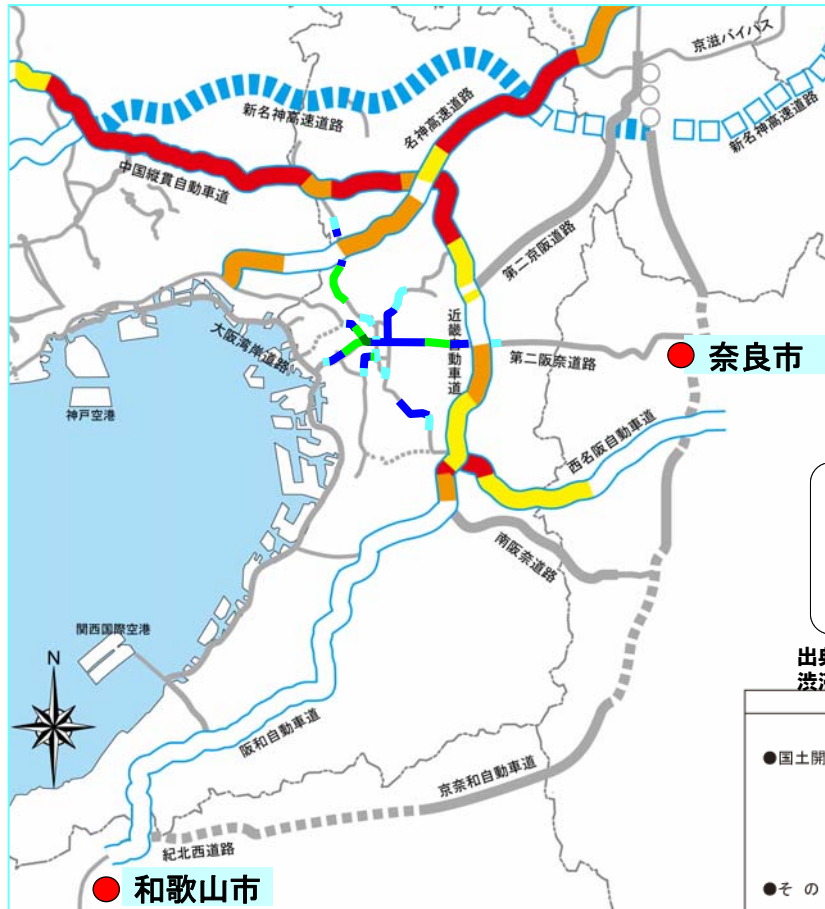 京滋バイパス
新名神高速道路
名神高速道路
新名神高速道路
中国縦貫自動車道
第二京阪道路
近畿自動車道
大阪湾岸道路
第二阪奈道路
奈良市
神戸空港
西名阪自動車道
南阪奈道路
関西国際空港
N
阪和自動車道
京奈和自動車道
紀北西道路
和歌山市
出典
渋滞
●国土開
●そ の